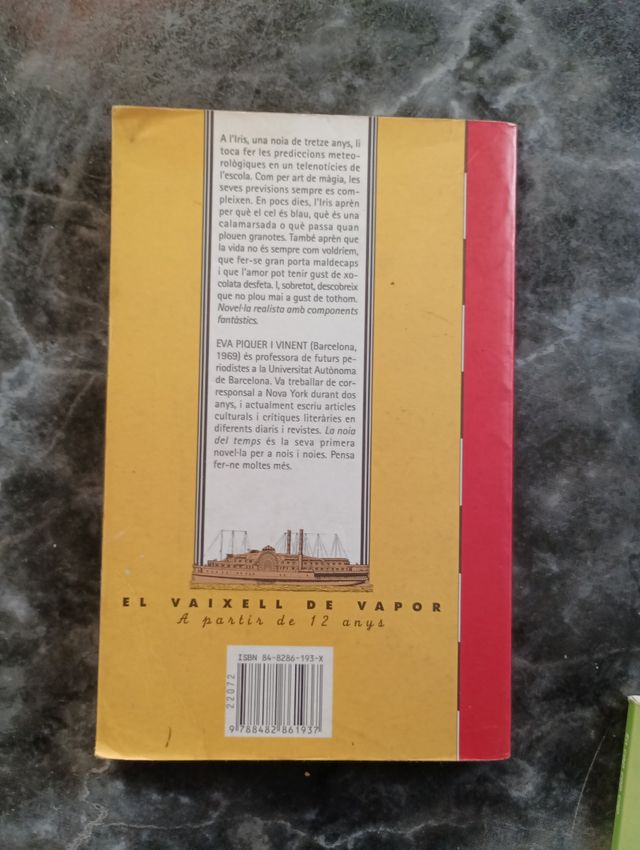 A l'Iris, una noia de tretze anys, li
toca fer les prediccions meteo-
rològiques en un telenotícies de
l'escola. Com per art de màgia, les
seves previsions sempre es com-
pleixen. En pocs dies, l'Iris aprèn
per què el cel és blau, què és una
calamarsada o què passa quan
plouen granotes. També aprèn que
la vida no és sempre com voldríem,
que fer-se gran porta maldecaps
i que l'amor pot tenir gust de xo-
colata desfeta. I, sobretot, descobreix
que no plou mai a gust de tothom.
Novel·la realista amb components
fantàstics.
EVA PIQUER I VINENT (Barcelona,
1969) és professora de futurs pe-
riodistes a la Universitat Autònoma
de Barcelona. Va treballar de cor-
responsal a Nova York durant dos
anys, i actualment escriu articles
culturals i crítiques literàries en
diferents diaris i revistes. La noia
del temps és la seva primera
novel·la per a nois i noies. Pensa
fer-ne moltes més.
EL VAIXELL DE VAPOR
A partir de 12 anys
ISBN 84-8286-193-X
22072
9 788482 861937